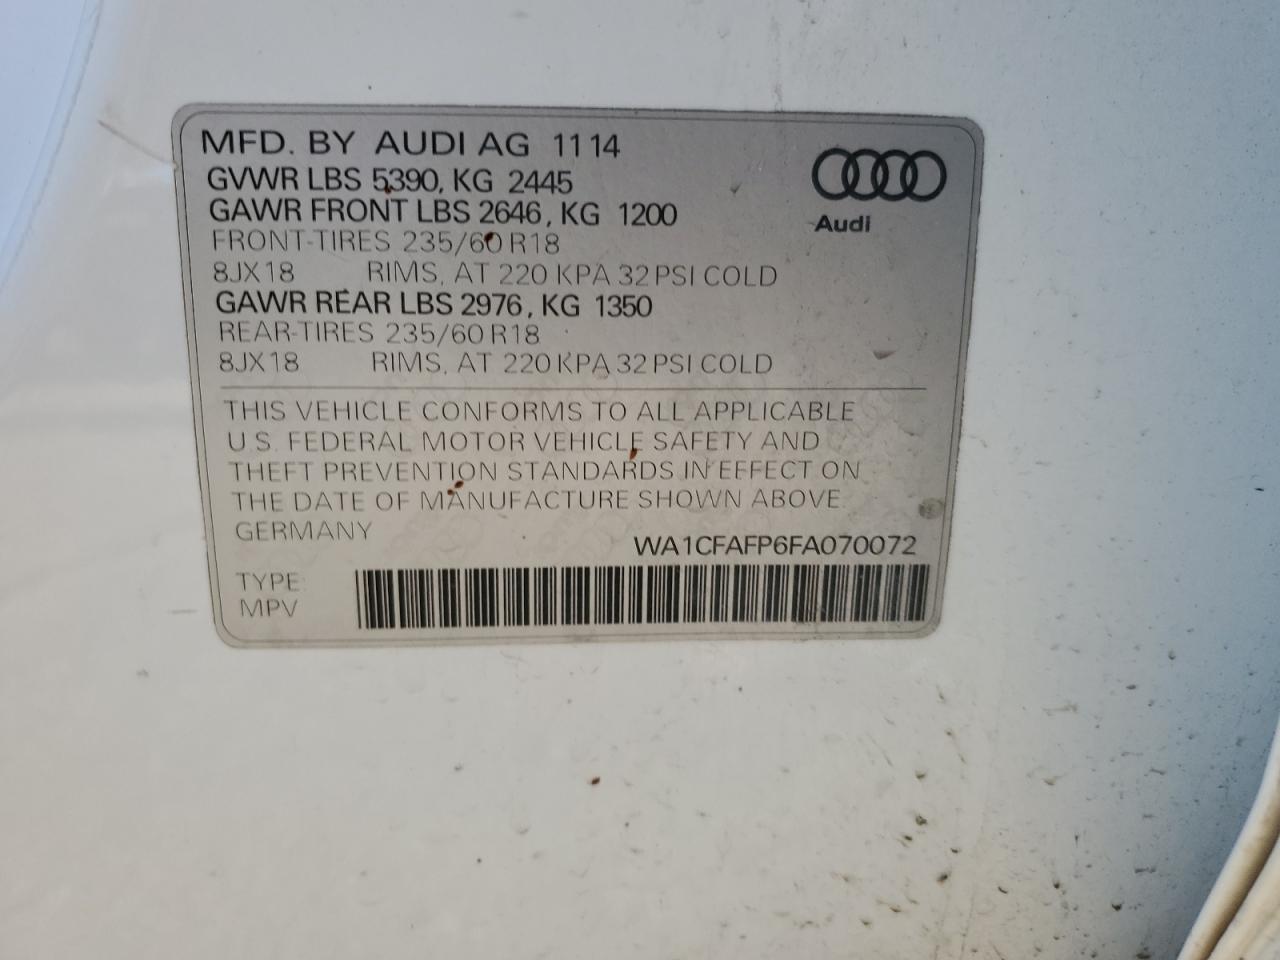 MFD. BY AUDI AG 11 14
GVWR LBS 5390, KG 2445
GAWR FRONT LBS 2646, KG 1200
FRONT-TIRES 235/60 R18
8JX18 RIMS, AT 220 KPA 32 PSI COLD
GAWR REAR LBS 2976, KG 1350
REAR-TIRES 235/60 R18
8JX18 RIMS, AT 220 KPA 32 PSI COLD
Audi
THIS VEHICLE CONFORMS TO ALL APPLICABLE
U.S. FEDERAL MOTOR VEHICLE SAFETY AND
THEFT PREVENTION STANDARDS IN EFFECT ON
THE DATE OF MANUFACTURE SHOWN ABOVE.
GERMANY
WA1CFAFP6FA070072
TYPE:
MPV